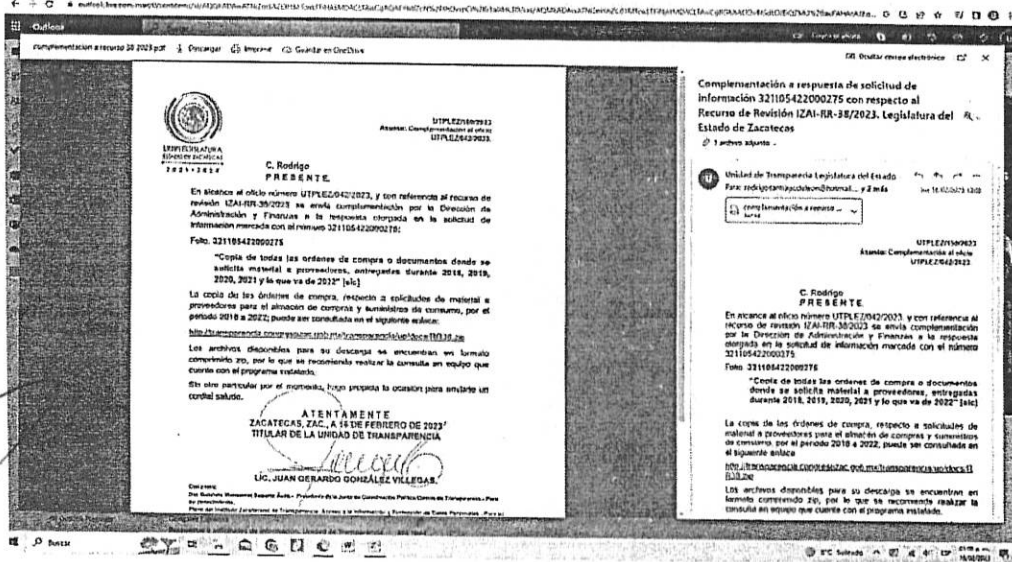 Outlook
complementación a recurso 38 2023.pdf Descargar Imprimir Guardar en OneDrive
Ocultar correo electrónico
LXIV LEGISLATURA
ESTADO DE ZACATECAS
2021 • 2024
UTPLEZ/150/2023
Asunto: Complementación al oficio
UTPLEZ/042/2023.
C. Rodrigo
PRESENTE.
En alcance al oficio número UTPLEZ/042/2023, y con referencia al recurso de
revisión IZAI-RR-38/2023 se envía complementación por la Dirección de
Administración y Finanzas a la respuesta otorgada en la solicitud de
información marcada con el número 321105422000275:
Folio. 321105422000275
"Copia de todas las ordenes de compra o documentos donde se
solicita material a proveedores, entregadas durante 2018, 2019,
2020, 2021 y lo que va de 2022" [sic]
La copia de las órdenes de compra, respecto a solicitudes de material a
proveedores para el almacén de compras y suministros de consumo, por el
periodo 2018 a 2022; puede ser consultada en el siguiente enlace:
Los archivos disponibles para su descarga se encuentran en formato
comprimido zip, por lo que se recomienda realizar la consulta en equipo que
cuente con el programa instalado.
Sin otro particular por el momento, hago propicia la ocasión para enviarle un
cordial saludo.
ATENTAMENTE
ZACATECAS, ZAC., A 16 DE FEBRERO DE 2023
TITULAR DE LA UNIDAD DE TRANSPARENCIA
LIC. JUAN GERARDO GONZÁLEZ VILLEGAS.
Complementación a respuesta de solicitud de
información 321105422000275 con respecto al
Recurso de Revisión IZAI-RR-38/2023. Legislatura del
Estado de Zacatecas
1 archivo adjunto
Unidad de Transparencia Legislatura del Estado
y 2 más
complementación a recurso ...
Asunto: Complementación al oficio
UTPLEZ/042/2023.
C. Rodrigo
PRESENTE.
En alcance al oficio número UTPLEZ/042/2023, y con referencia al
recurso de revisión IZAI-RR-38/2023 se envía complementación
por la Dirección de Administración y Finanzas a la respuesta
otorgada en la solicitud de información marcada con el número
321105422000275:
Folio. 321105422000275
"Copia de todas las ordenes de compra o documentos
donde se solicita material a proveedores, entregadas
durante 2018, 2019, 2020, 2021 y lo que va de 2022" [sic]
La copia de las órdenes de compra, respecto a solicitudes de
material a proveedores para el almacén de compras y suministros
de consumo, por el periodo 2018 a 2022; puede ser consultada en
el siguiente enlace
Los archivos disponibles para su descarga se encuentran en
formato comprimido zip, por lo que se recomienda realizar la
consulta en equipo que cuente con el programa instalado.
Buscar
8°C Soleado